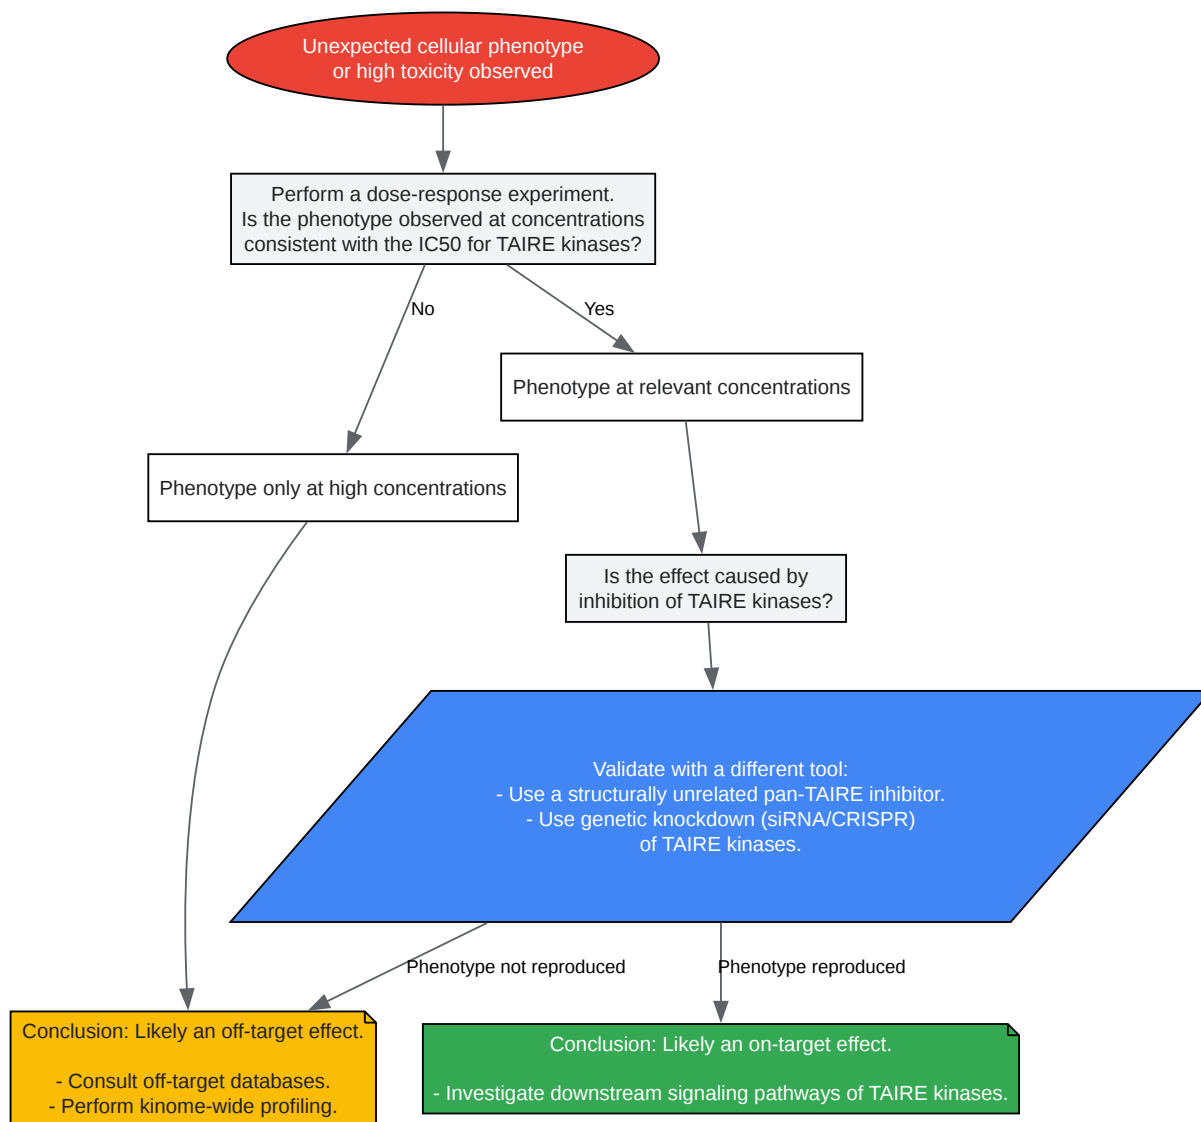 Unexpected cellular phenotype
or high toxicity observed
Perform a dose-response experiment.
Is the phenotype observed at concentrations
consistent with the IC50 for TAIRE kinases?
No
Yes
Phenotype at relevant concentrations
Phenotype only at high concentrations
Is the effect caused by
inhibition of TAIRE kinases?
Validate with a different tool:
- Use a structurally unrelated pan-TAIRE inhibitor.
- Use genetic knockdown (siRNA/CRISPR)
of TAIRE kinases.
Phenotype not reproduced
Phenotype reproduced
Conclusion: Likely an off-target effect.
- Consult off-target databases.
- Perform kinome-wide profiling.
Conclusion: Likely an on-target effect.
- Investigate downstream signaling pathways of TAIRE kinases.